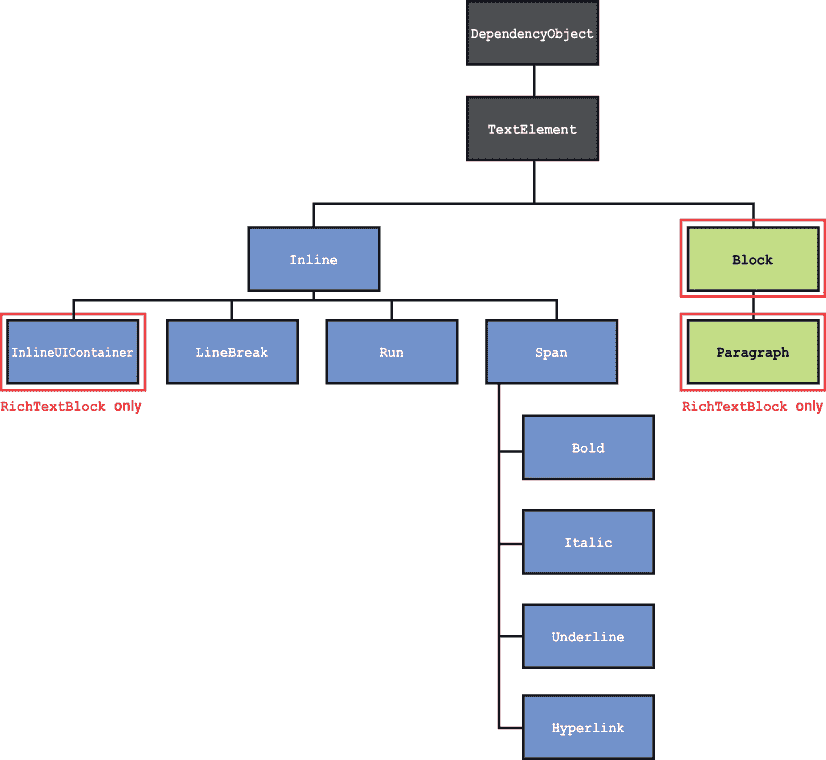 DependencyObject
TextElement
Inline
Block
InlineUIContainer
LineBreak
Run
Span
Paragraph
RichTextBlock only
RichTextBlock only
Bold
Italic
Underline
Hyperlink